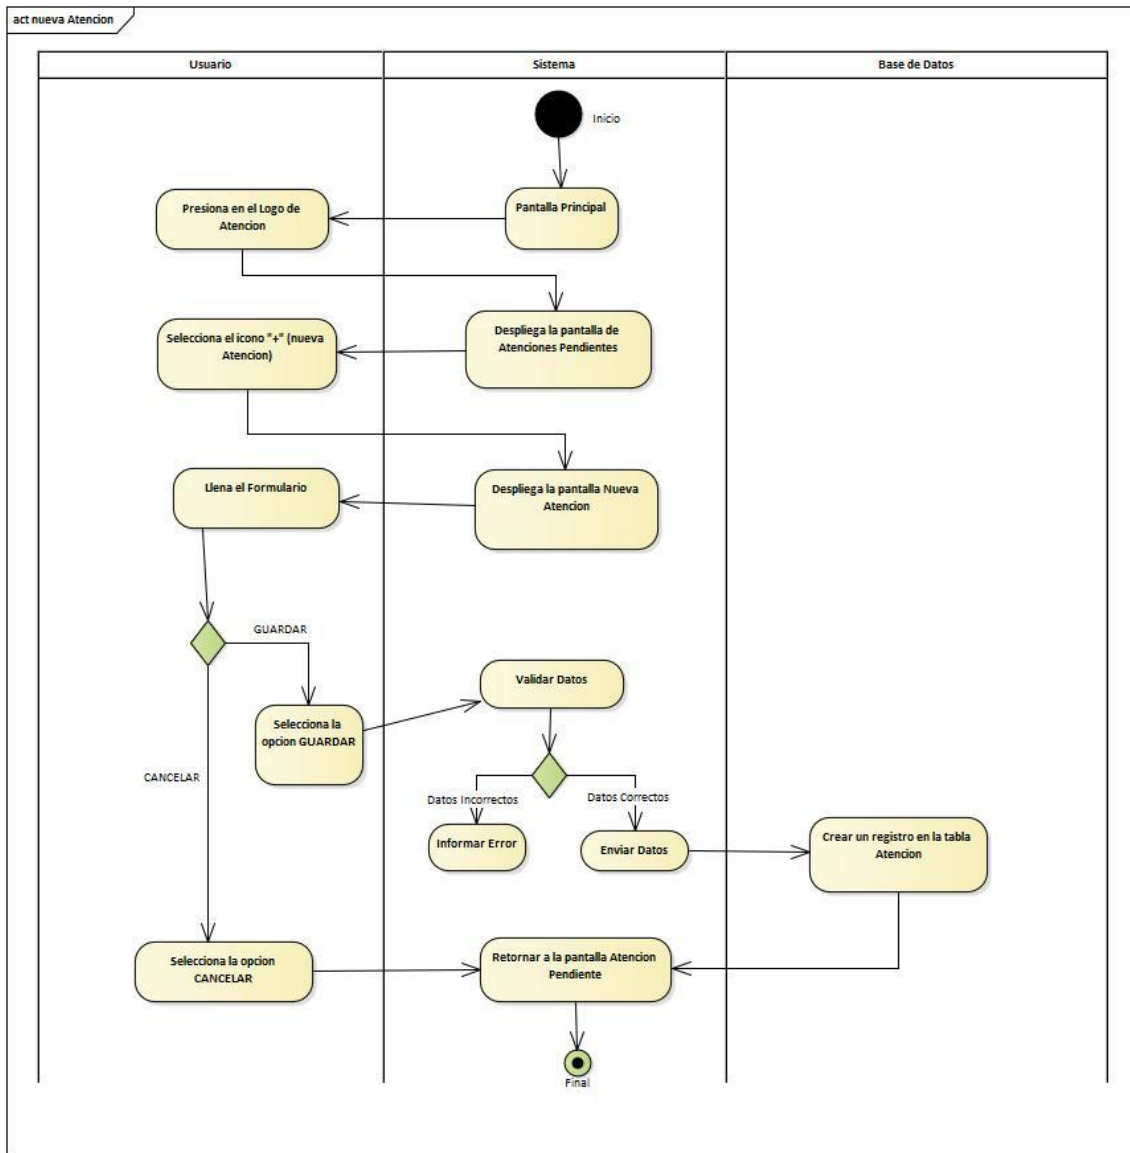 act nueva Atencion
Usuario
Sistema
Base de Datos
Inicio
Presiona en el Logo de
Atencion
Pantalla Principal
Selecciona el icono "+" (nueva
Atencion)
Despliega la pantalla de
Atenciones Pendientes
Llena el Formulario
Despliega la pantalla Nueva
Atencion
GUARDAR
Selecciona la
opcion GUARDAR
Validar Datos
CANCELAR
Datos Incorrectos
Datos Correctos
Informar Error
Enviar Datos
Crear un registro en la tabla
Atencion
Selecciona la opcion
CANCELAR
Retornar a la pantalla Atencion
Pendiente
Final